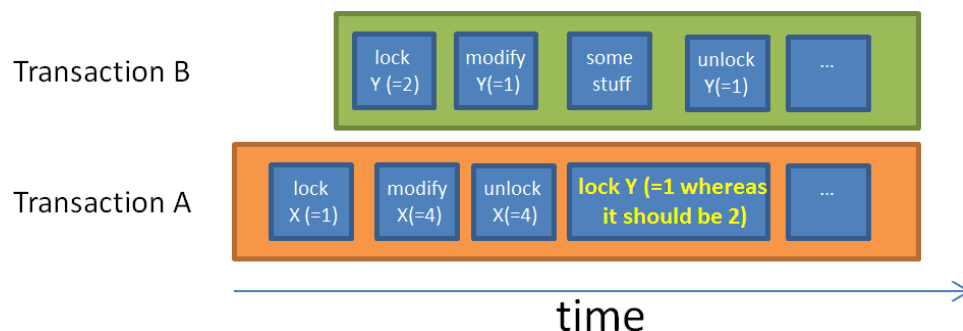 Transaction B
lock
Y (=2)
modify
Y(=1)
some
stuff
unlock
Y(=1)
...
Transaction A
lock
X (=1)
modify
X(=4)
unlock
X(=4)
lock Y (=1 whereas
it should be 2)
...
time